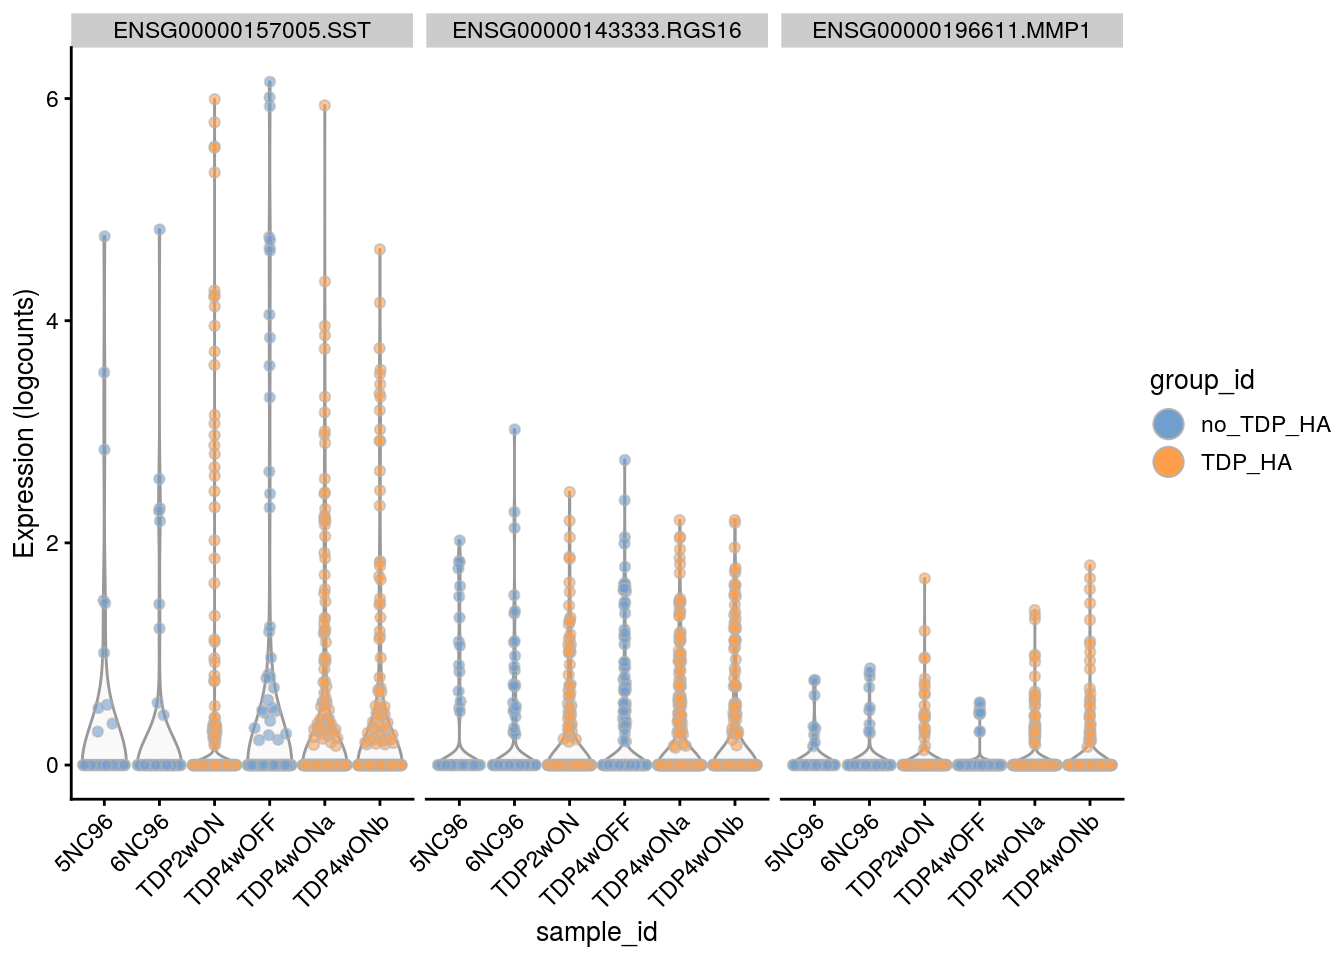 ENSG00000157005.SST ENSG00000143333.RGS16 ENSG00000196611.MMP1
Expression (logcounts)
6
4
2
0
5NC96 6NC96 TDP2wON TDP4wOFF TDP4wONa TDP4wONb 5NC96 6NC96 TDP2wON TDP4wOFF TDP4wONa TDP4wONb 5NC96 6NC96 TDP2wON TDP4wOFF TDP4wONa TDP4wONb
sample_id
group_id
no_TDP_HA
TDP_HA